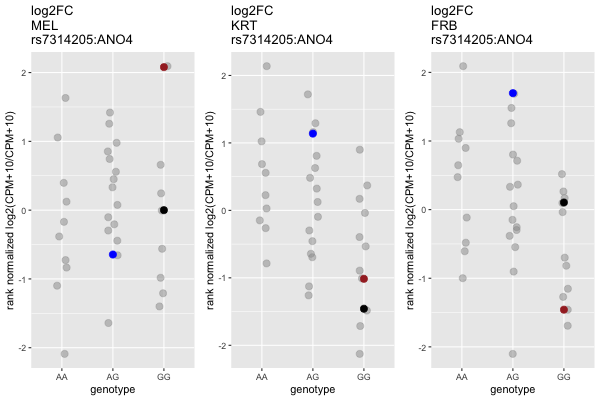 log2FC
MEL
rs7314205:ANO4
rank normalized log2(CPM+10/CPM+10)
2
1
0
-1
-2
AA
AG
GG
genotype
log2FC
KRT
rs7314205:ANO4
rank normalized log2(CPM+10/CPM+10)
2
1
0
-1
-2
AA
AG
GG
genotype
log2FC
FRB
rs7314205:ANO4
rank normalized log2(CPM+10/CPM+10)
2
1
0
-1
-2
AA
AG
GG
genotype